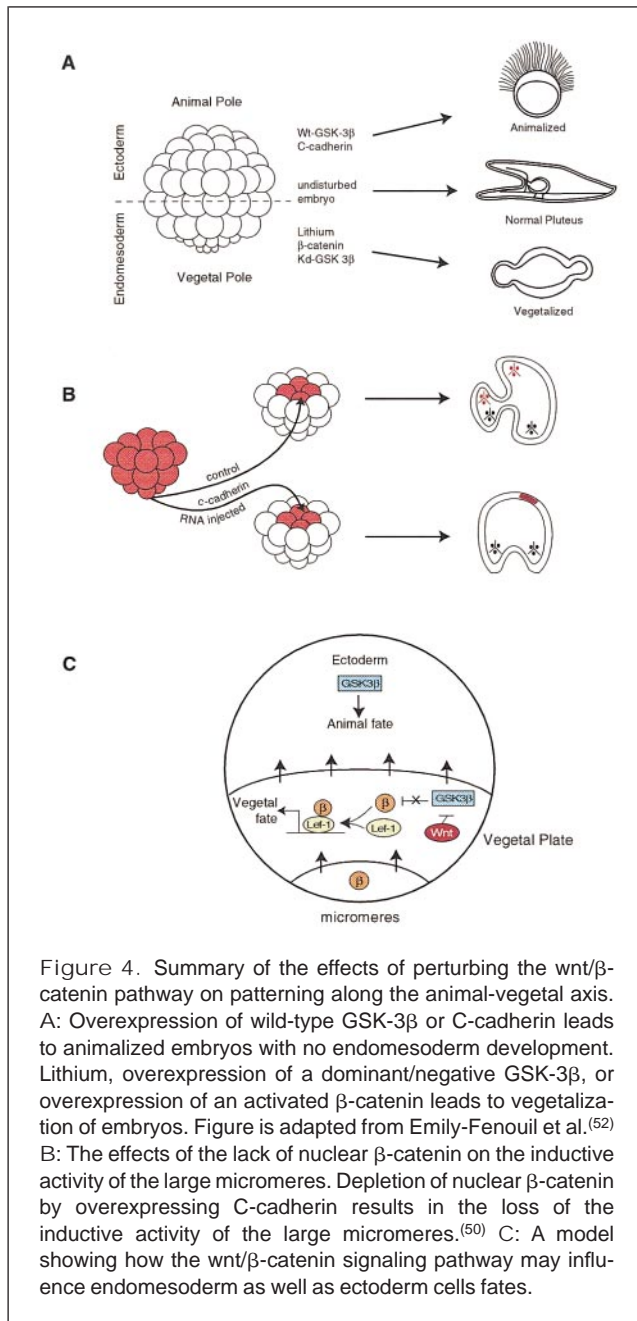 A
Animal Pole
Ectoderm
Endomesoderm
Vegetal Pole
Wt-GSK-3β
C-cadherin
undisturbed
embryo
Lithium
β-catenin
Kd-GSK 3β
Animalized
Normal Pluteus
Vegetalized
B
control
c-cadherin
RNA injected
C
Ectoderm
GSK3β
Animal fate
Vegetal
fate
β
Lef-1
β
Lef-1
GSK3β
Wnt
Vegetal Plate
β
micromeres
Figure 4. Summary of the effects of perturbing the wnt/β-
catenin pathway on patterning along the animal-vegetal axis.
A: Overexpression of wild-type GSK-3β or C-cadherin leads
to animalized embryos with no endomesoderm development.
Lithium, overexpression of a dominant/negative GSK-3β, or
overexpression of an activated β-catenin leads to vegetaliza-
tion of embryos. Figure is adapted from Emily-Fenouil et al.(52)
B: The effects of the lack of nuclear β-catenin on the inductive
activity of the large micromeres. Depletion of nuclear β-catenin
by overexpressing C-cadherin results in the loss of the
inductive activity of the large micromeres.(50) C: A model
showing how the wnt/β-catenin signaling pathway may influ-
ence endomesoderm as well as ectoderm cells fates.